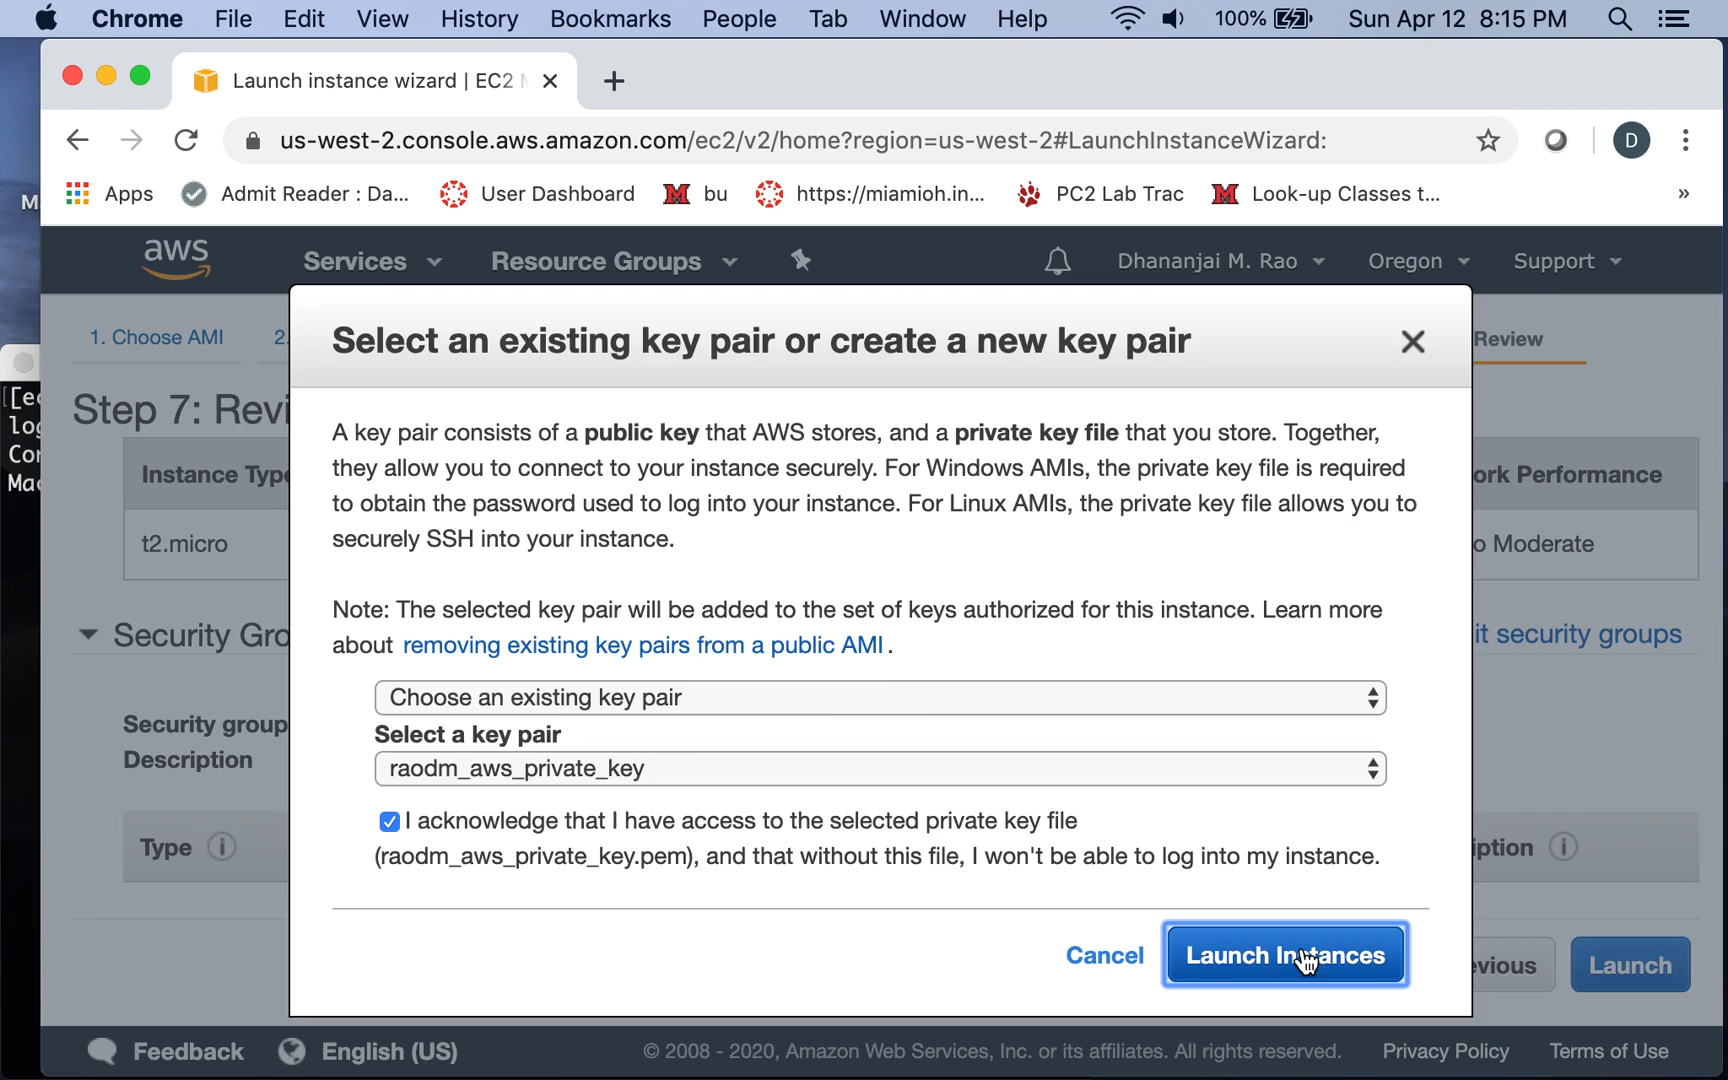 Chrome File Edit View History Bookmarks People Tab Window Help 100% Sun Apr 12 8:15 PM
Launch instance wizard | EC2
us-west-2.console.aws.amazon.com/ec2/v2/home?region=us-west-2#LaunchInstanceWizard: D
Apps Admit Reader : Da... User Dashboard bu https://miamioh.in... PC2 Lab Trac Look-up Classes t... »
aws Services Resource Groups Dhananjai M. Rao Oregon Support
1. Choose AMI 2. Review
Select an existing key pair or create a new key pair
Step 7: Revi
A key pair consists of a public key that AWS stores, and a private key file that you store. Together,
they allow you to connect to your instance securely. For Windows AMIs, the private key file is required
to obtain the password used to log into your instance. For Linux AMIs, the private key file allows you to
securely SSH into your instance.
Instance Type ork Performance
t2.micro o Moderate
Note: The selected key pair will be added to the set of keys authorized for this instance. Learn more
about removing existing key pairs from a public AMI.
Security Gro it security groups
Choose an existing key pair
Select a key pair
raodm_aws_private_key
Security group
Description
I acknowledge that I have access to the selected private key file
(raodm_aws_private_key.pem), and that without this file, I won't be able to log into my instance.
Type i iption i
Cancel Launch Instances evious Launch
Feedback English (US) © 2008 - 2020, Amazon Web Services, Inc. or its affiliates. All rights reserved. Privacy Policy Terms of Use